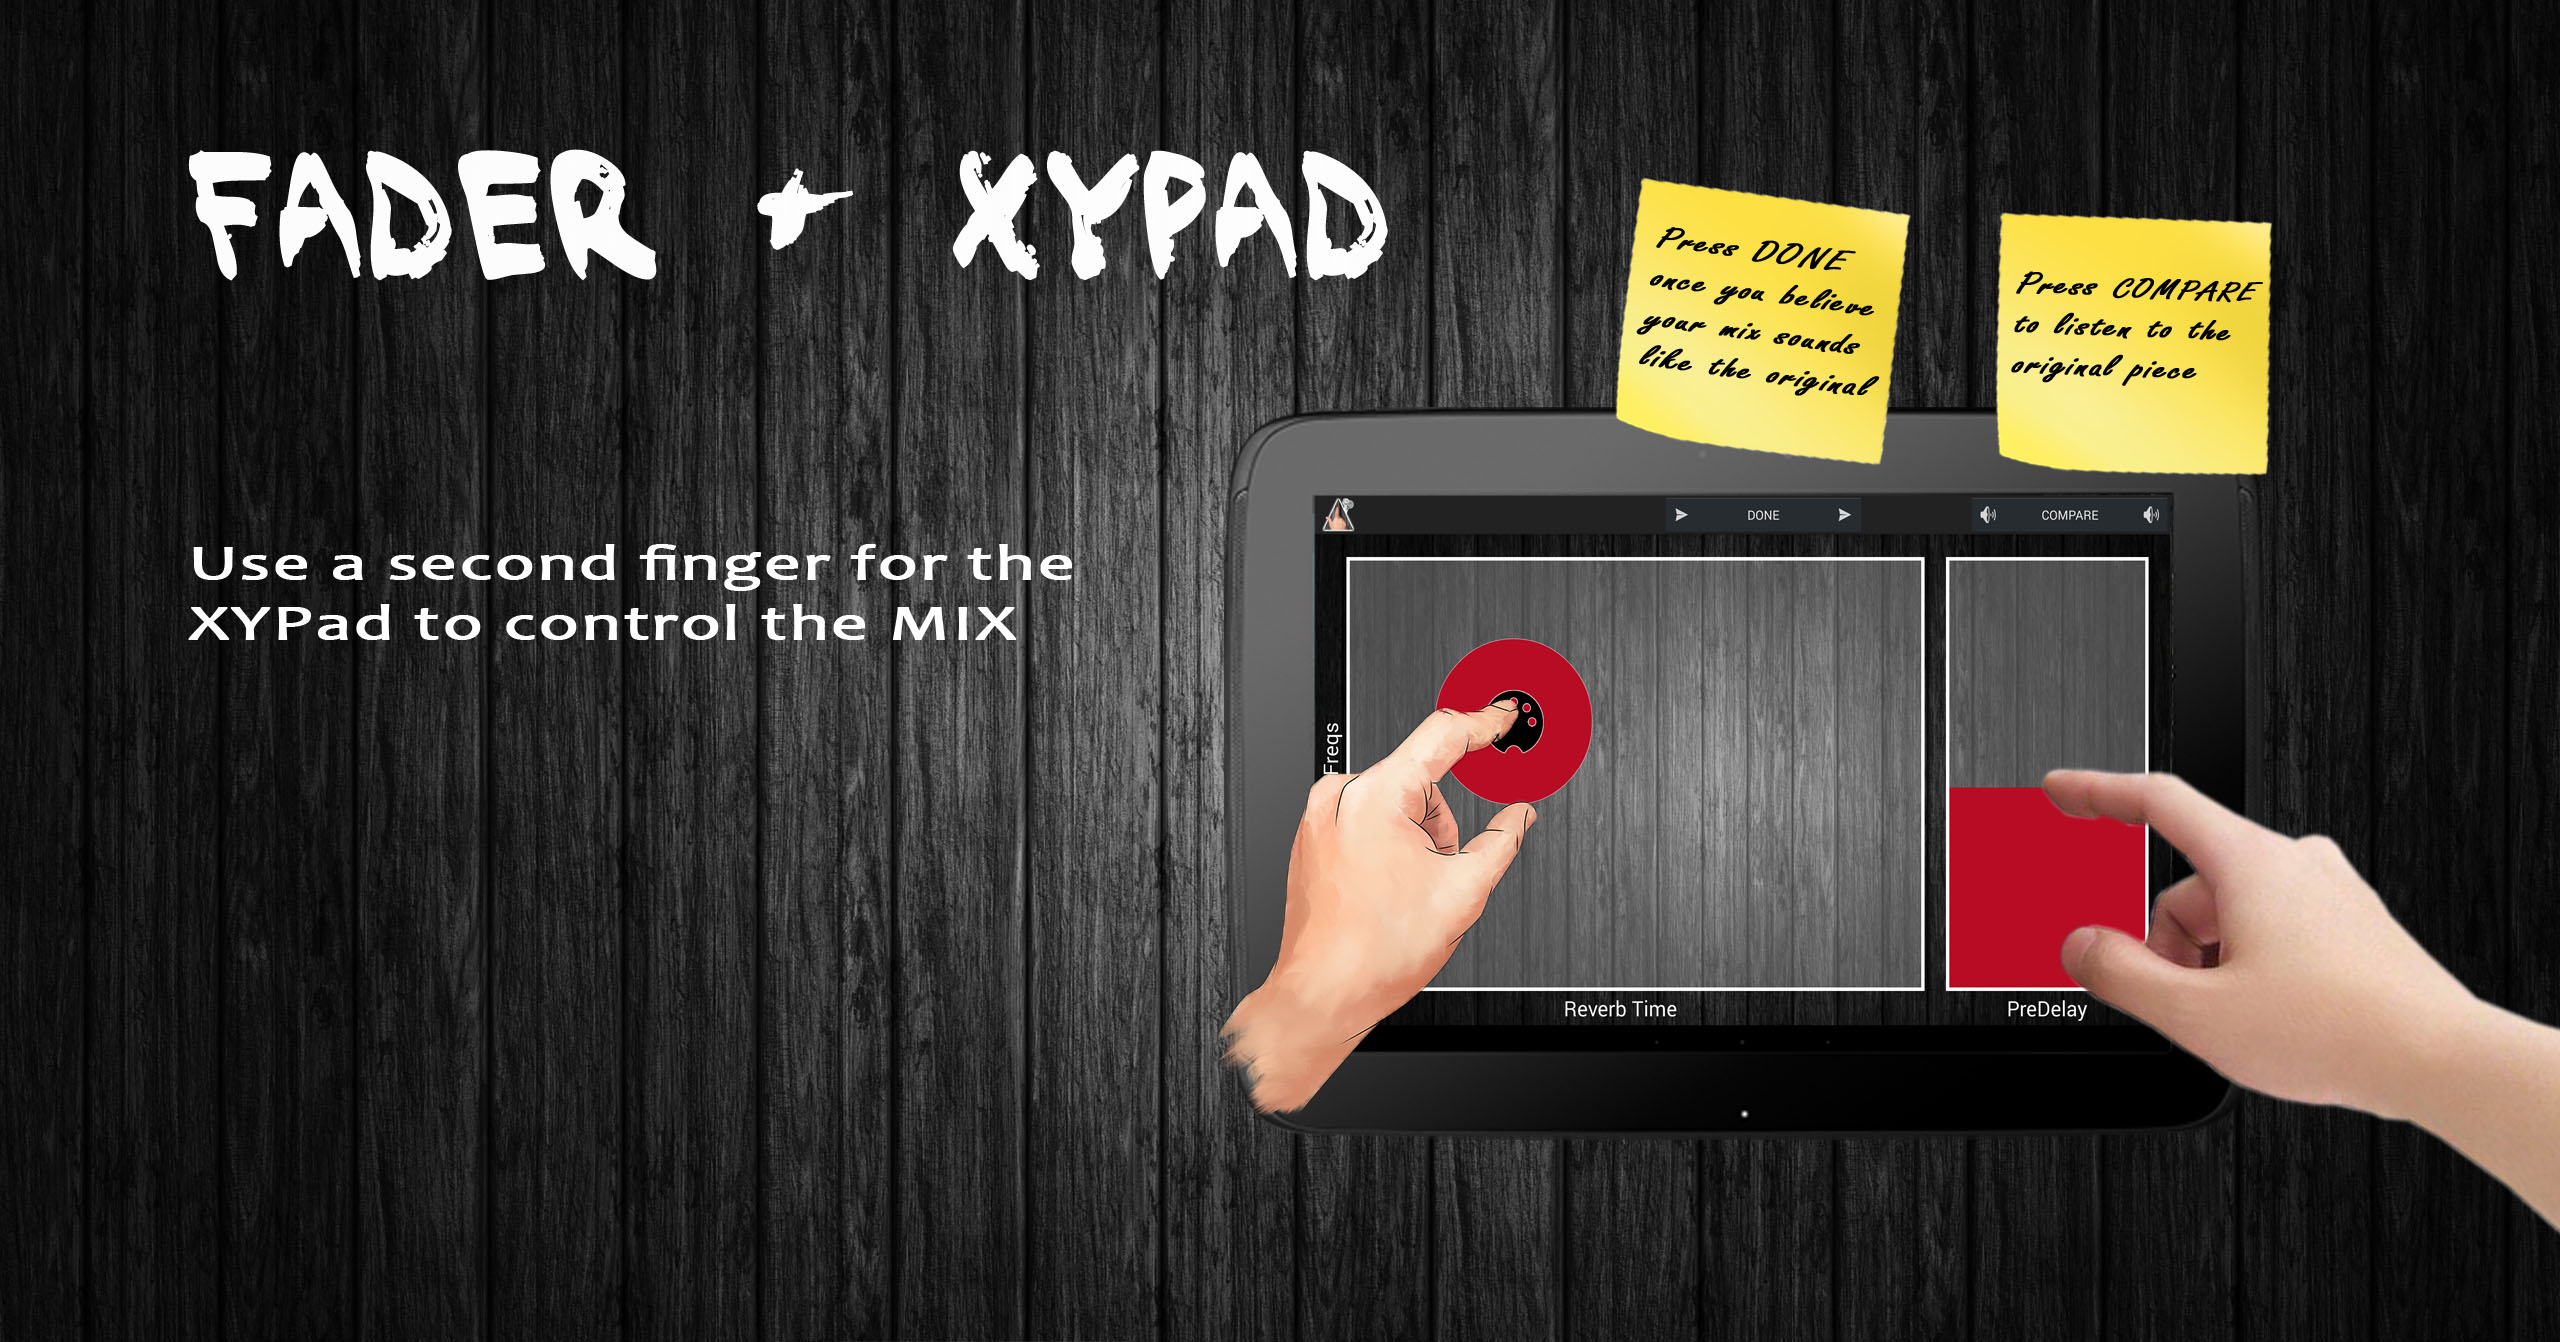 FADER + XYPAD
Press DONE
once you believe
your mix sounds
like the original
Press COMPARE
to listen to the
original piece
Use a second finger for the
XYPad to control the MIX
DONE
COMPARE
Freqs
Reverb Time
PreDelay